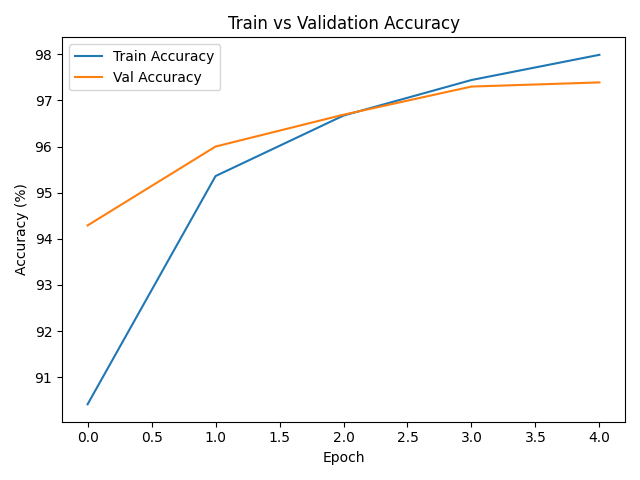 Train vs Validation Accuracy
Train Accuracy
Val Accuracy
98
97
96
95
94
93
92
91
Accuracy (%)
0.0 0.5 1.0 1.5 2.0 2.5 3.0 3.5 4.0
Epoch